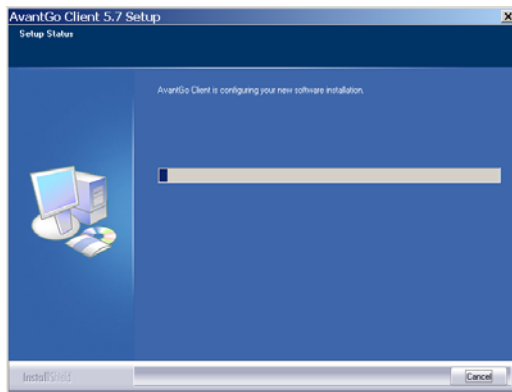 AvantGo Client 5.7 Setup
Setup Status
AvantGo Client is configuring your new software installation.
InstallShield
Cancel